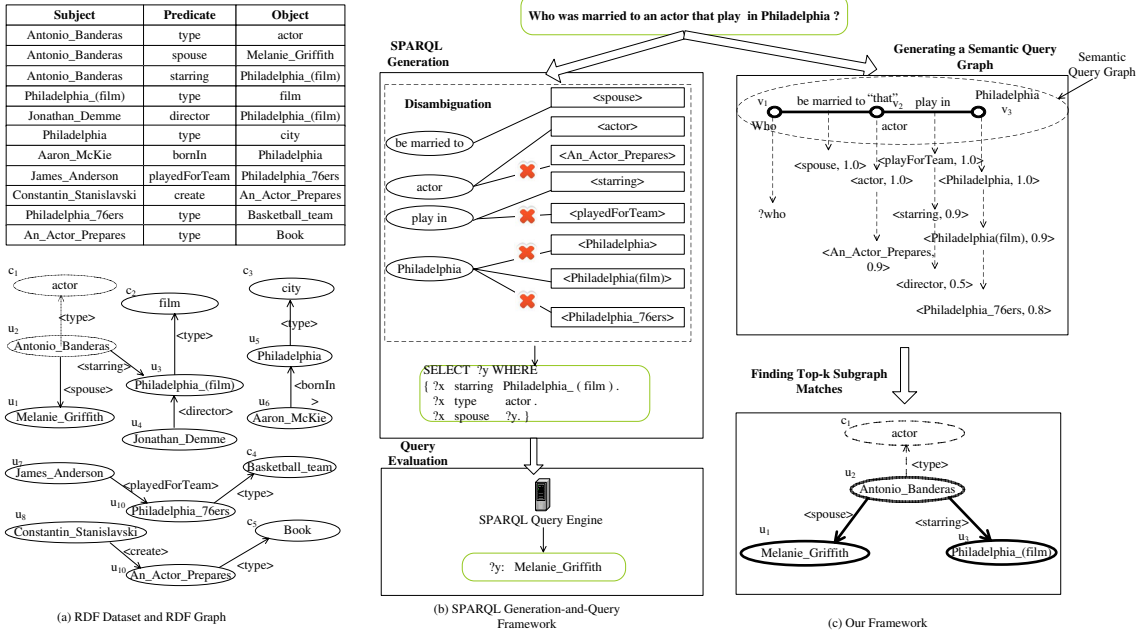 Subject Predicate Object
Antonio_Banderas type actor
Antonio_Banderas spouse Melanie_Griffith
Antonio_Banderas starring Philadelphia_(film)
Philadelphia_(film) type film
Jonathan_Demme director Philadelphia_(film)
Philadelphia type city
Aaron_McKie bornIn Philadelphia
James_Anderson playedForTeam Philadelphia_76ers
Constantin_Stanislavski create An_Actor_Prepares
Philadelphia_76ers type Basketball_team
An_Actor_Prepares type Book
c1
actor
c2
film
c3
city
<type>
<type>
<type>
u2
Antonio_Banderas
<starring>
u3
Philadelphia_(film)
u5
Philadelphia
<spouse>
<director>
<bornIn
>
u1
Melanie_Griffith
u4
Jonathan_Demme
u6
Aaron_McKie
u7
James_Anderson
<playedForTeam>
u10
Philadelphia_76ers
c4
Basketball_team
<type>
u8
Constantin_Stanislavski
<create>
u10
An_Actor_Prepares
c5
Book
<type>
(a) RDF Dataset and RDF Graph
Who was married to an actor that play in Philadelphia ?
SPARQL
Generation
Disambiguation
be married to
actor
play in
Philadelphia
<spouse>
<actor>
<An_Actor_Prepares>
<starring>
<playedForTeam>
<Philadelphia>
<Philadelphia(film)>
<Philadelphia_76ers>
SELECT ?y WHERE
{ ?x starring Philadelphia_ ( film ) .
?x type actor .
?x spouse ?y. }
Query
Evaluation
SPARQL Query Engine
?y: Melanie_Griffith
(b) SPARQL Generation-and-Query
Framework
Generating a Semantic Query
Graph
Semantic
Query Graph
v1 be married to “that” v2 play in Philadelphia
v3
Who
actor
<spouse, 1.0>
<playForTeam, 1.0>
<actor, 1.0>
<Philadelphia, 1.0>
?who
<starring, 0.9>
<Philadelphia(film), 0.9>
<An_Actor_Prepares,
0.9>
<director, 0.5>
<Philadelphia_76ers, 0.8>
Finding Top-k Subgraph
Matches
c1
actor
<type>
u2
Antonio_Banderas
<spouse>
<starring>
u1
Melanie_Griffith
u3
Philadelphia_(film)
(c) Our Framework